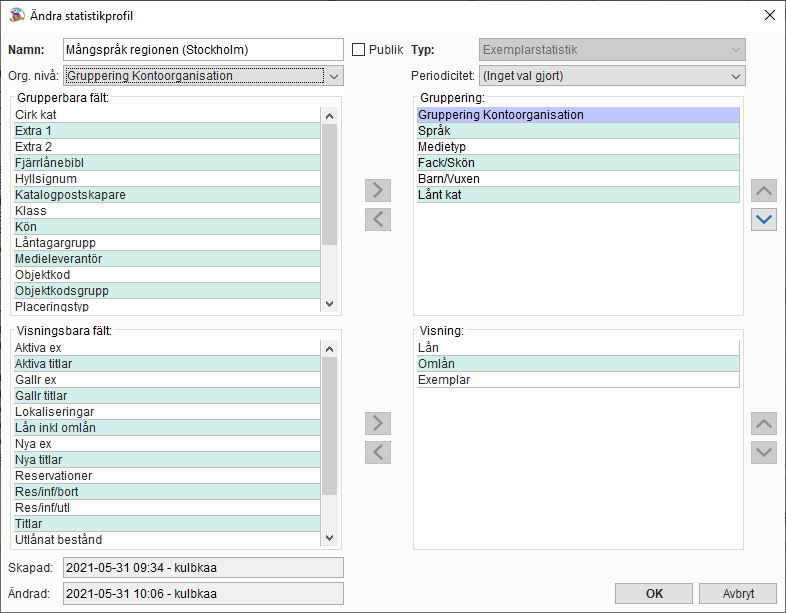 Ändra statistikprofil
Namn: Mångspråk regionen (Stockholm) Publik Typ: Exemplarstatistik
Org. nivå: Gruppering Kontoorganisation Periodicitet: (Inget val gjort)
Grupperbara fält:
Cirk kat
Extra 1
Extra 2
Fjärrlånebibl
Hyllsignum
Katalogpostskapare
Klass
Kön
Låntagargrupp
Medieleverantör
Objektkod
Objektkodsgrupp
Placeringstyp
Gruppering:
Gruppering Kontoorganisation
Språk
Medietyp
Fack/Skön
Barn/Vuxen
Lånt kat
Visningsbara fält:
Aktiva ex
Aktiva titlar
Gallr ex
Gallr titlar
Lokaliseringar
Lån inkl omlån
Nya ex
Nya titlar
Reservationer
Res/inf/bort
Res/inf/utl
Titlar
Utlånat bestånd
Visning:
Lån
Omlån
Exemplar
Skapad: 2021-05-31 09:34 - kulbkaa
Ändrad: 2021-05-31 10:06 - kulbkaa
OK Avbryt